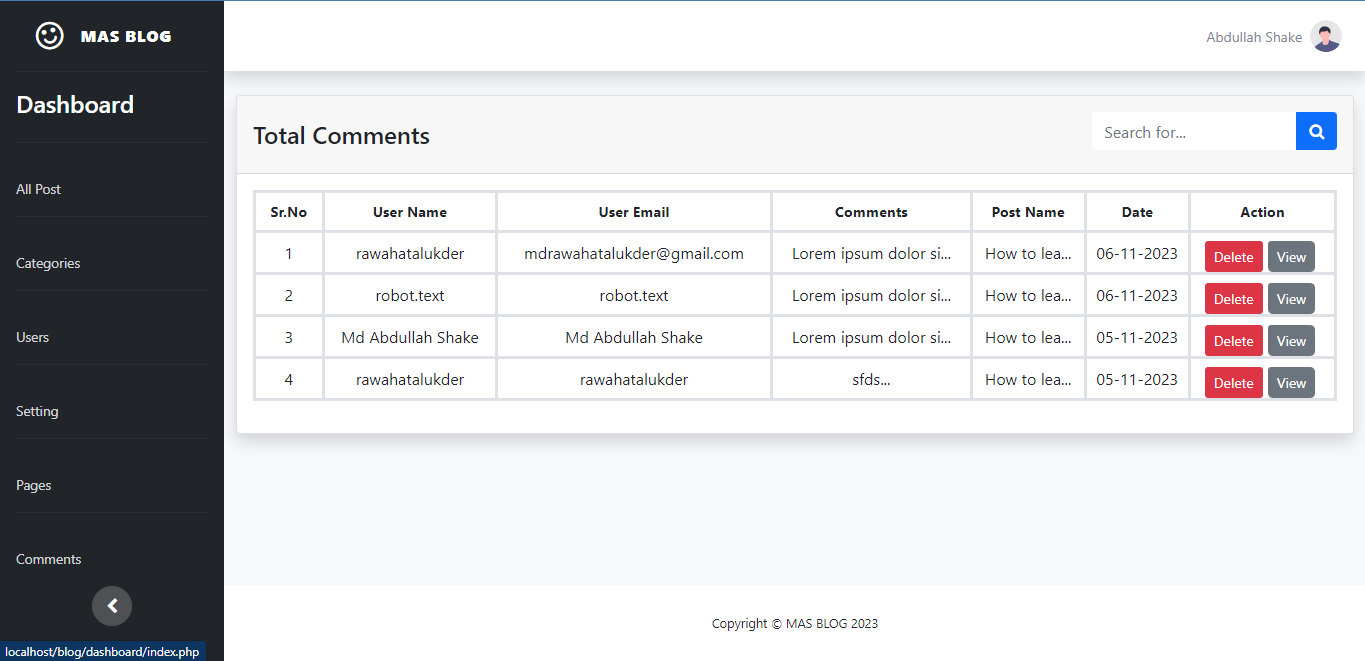 MAS BLOG
Abdullah Shake
Dashboard
All Post
Categories
Users
Setting
Pages
Comments
Total Comments
Search for...
Sr.No User Name User Email Comments Post Name Date Action
1 rawahatalukder mdrawahatalukder@gmail.com Lorem ipsum dolor si... How to lea... 06-11-2023 Delete View
2 robot.text robot.text Lorem ipsum dolor si... How to lea... 06-11-2023 Delete View
3 Md Abdullah Shake Md Abdullah Shake Lorem ipsum dolor si... How to lea... 05-11-2023 Delete View
4 rawahatalukder rawahatalukder sfds... How to lea... 05-11-2023 Delete View
Copyright © MAS BLOG 2023
localhost/blog/dashboard/index.php